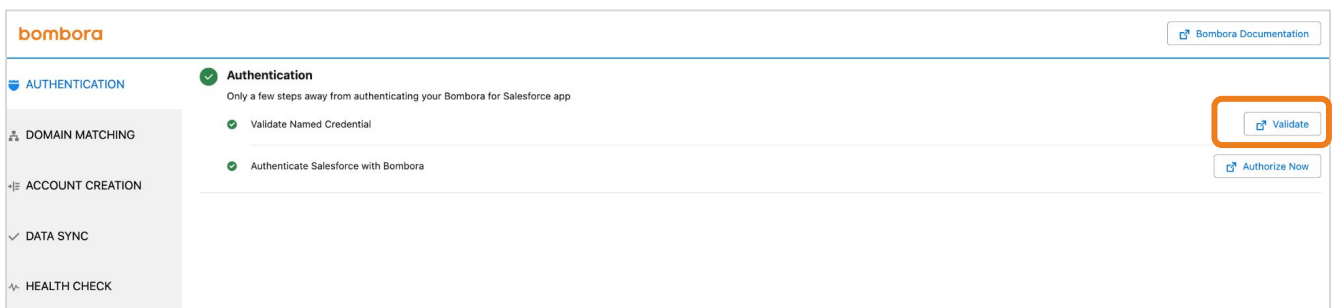 bombora
Bombora Documentation
AUTHENTICATION
Authentication
Only a few steps away from authenticating your Bombora for Salesforce app
Validate Named Credential
Validate
DOMAIN MATCHING
Authenticate Salesforce with Bombora
Authorize Now
ACCOUNT CREATION
DATA SYNC
HEALTH CHECK